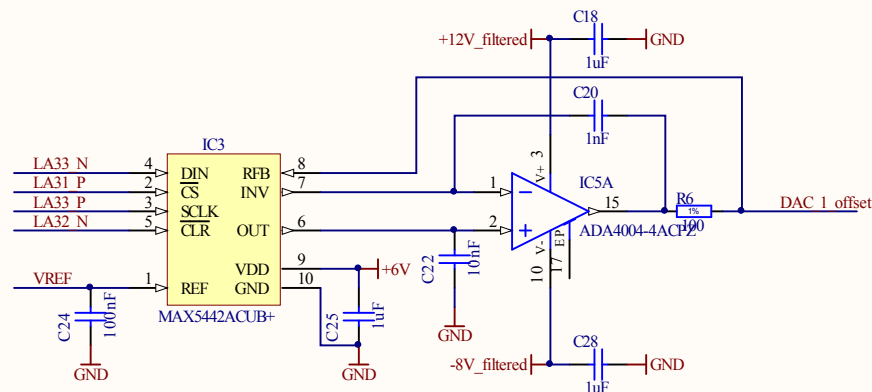 C18
+12V_filtered
GND
1uF
C20
1nF
IC3
LA33_N 4 DIN RFB 8
LA31_P 2 CS INV 7
LA33_P 3 SCLK
LA32_N 5 CLR OUT 6
VDD 9 +6V
GND 10
VREF 1 REF
MAX5442ACUB+
C24 100nF
GND
C25 1uF
GND
C22 10nF
GND
V+ 3
IC5A
1
2
15
R6
1%
100
DAC_1_offset
ADA4004-4ACPZ
V- 10
EP 17
-8V_filtered
C28
1uF
GND